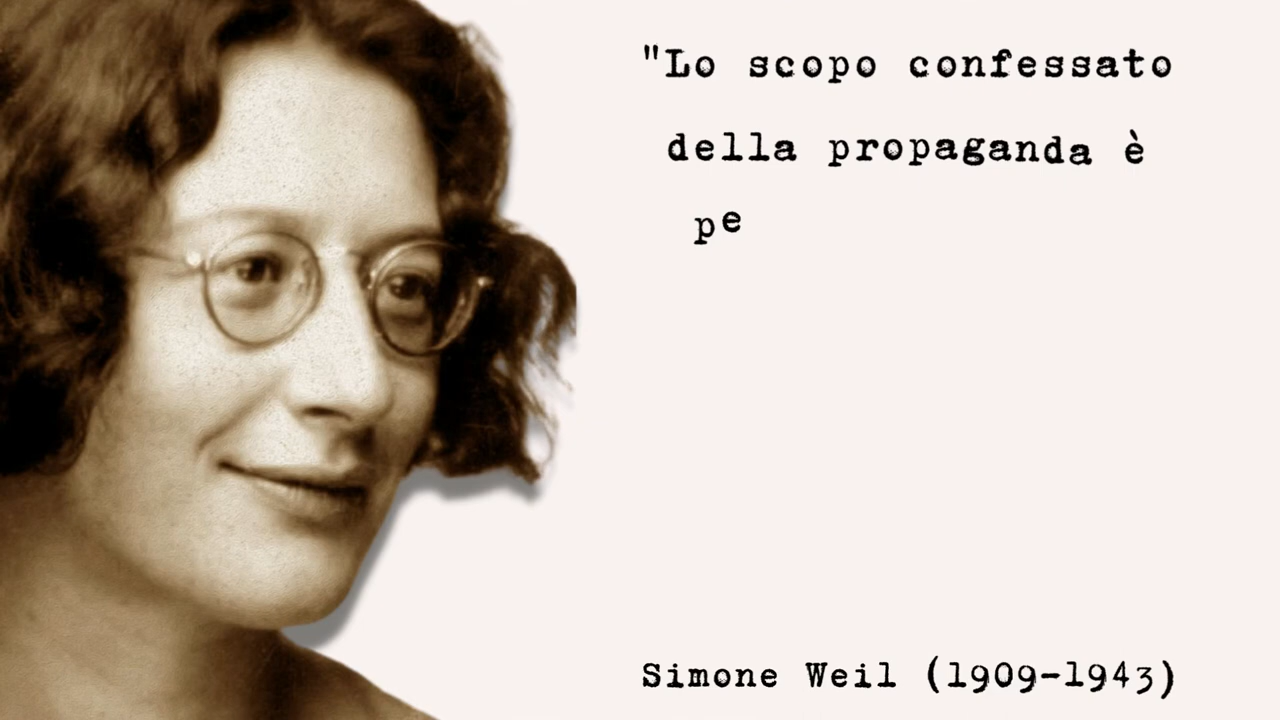 "Lo scopo confessato
della propaganda è
pe
Simone Weil (1909-1943)